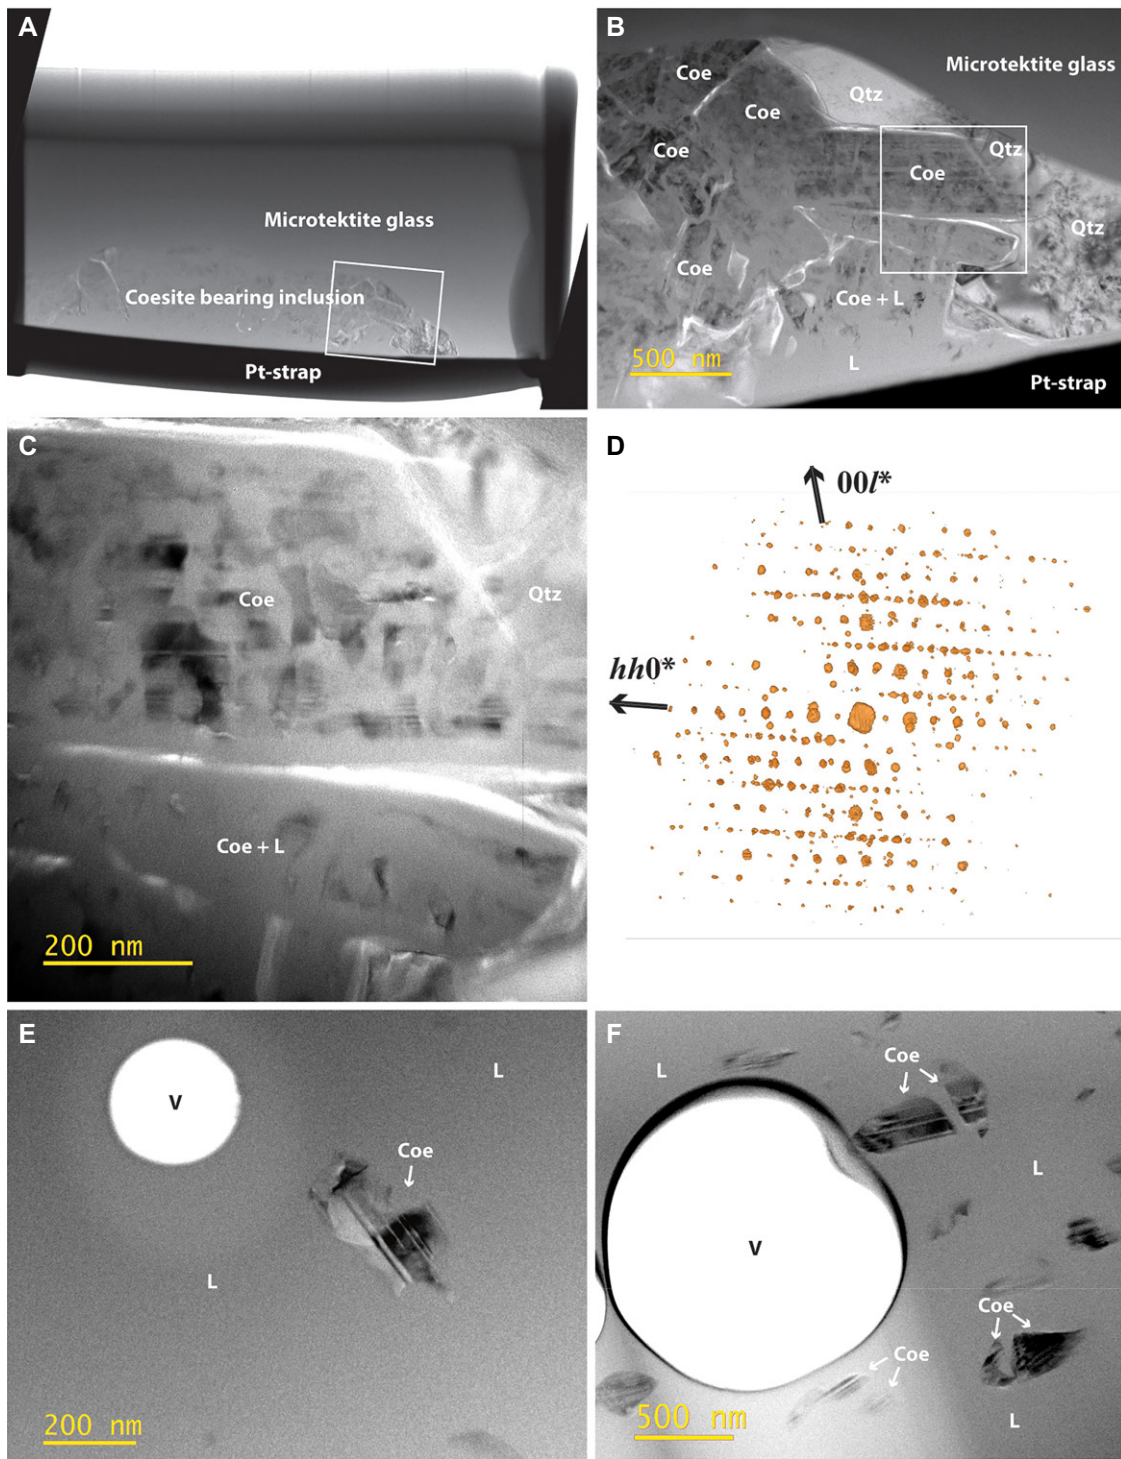 A
Microtektite glass
Coesite bearing inclusion
Pt-strap
B
Microtektite glass
Coe
Qtz
Coe
Coe
Qtz
Coe
Qtz
Coe
Coe + L
500 nm
L
Pt-strap
C
Coe
Qtz
Coe + L
200 nm
D
00l*
hh0*
E
L
V
Coe
L
200 nm
F
L
Coe
L
V
Coe
Coe
500 nm
L